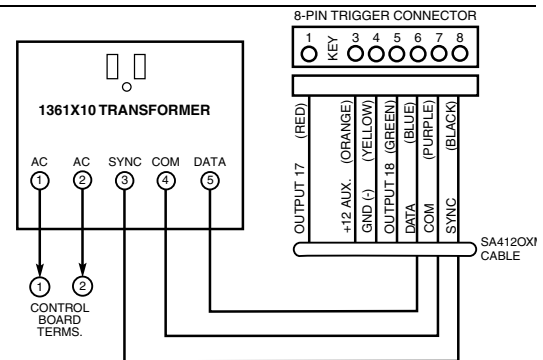 8-PIN TRIGGER CONNECTOR
1 KEY 3 4 5 6 7 8
1361X10 TRANSFORMER
AC AC SYNC COM DATA
1 2 3 4 5
OUTPUT 17 (RED)
+12 AUX. (ORANGE)
GND (-) (YELLOW)
OUTPUT 18 (GREEN)
DATA (BLUE)
COM (PURPLE)
SYNC (BLACK)
SA412OXM
CABLE
1 2
CONTROL
BOARD
TERMS.